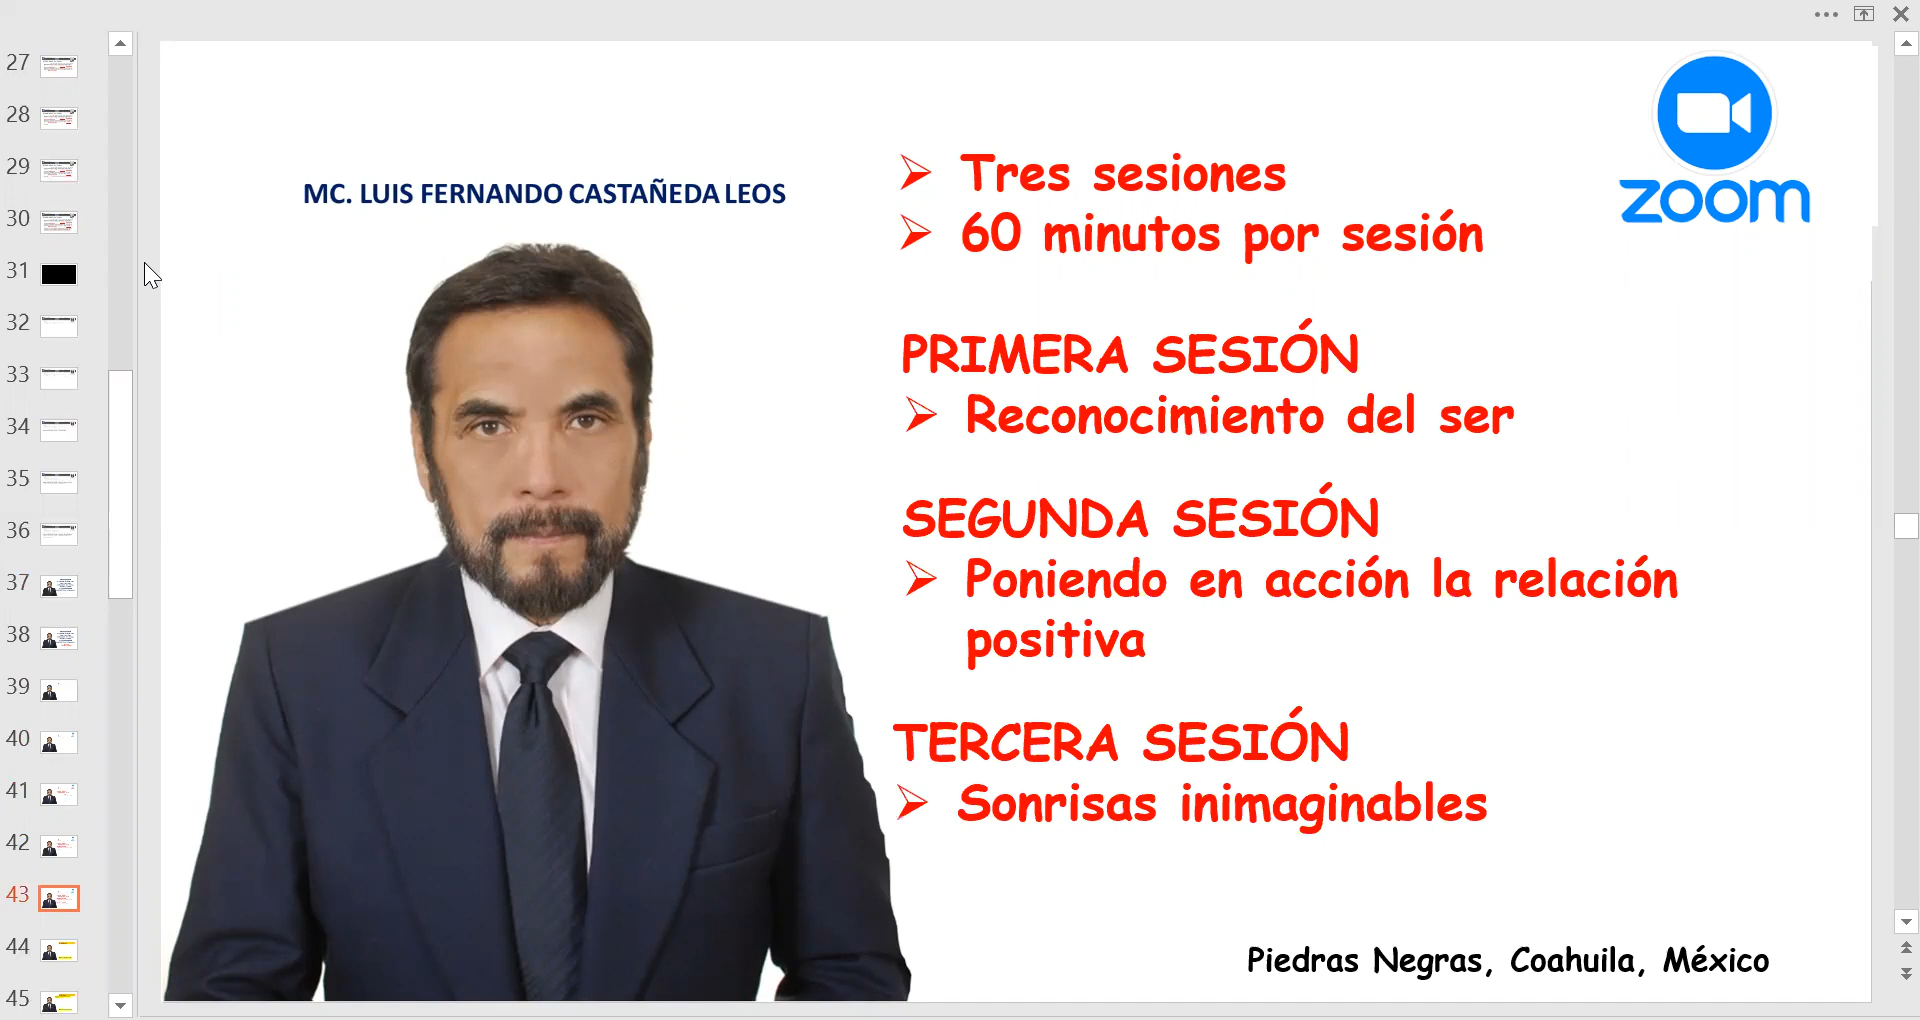 27
28
29
30
31
32
33
34
35
36
37
38
39
40
41
42
43
44
45
MC. LUIS FERNANDO CASTAÑEDA LEOS
zoom
Tres sesiones
60 minutos por sesión
PRIMERA SESIÓN
Reconocimiento del ser
SEGUNDA SESIÓN
Poniendo en acción la relación
positiva
TERCERA SESIÓN
Sonrisas inimaginables
Piedras Negras, Coahuila, México